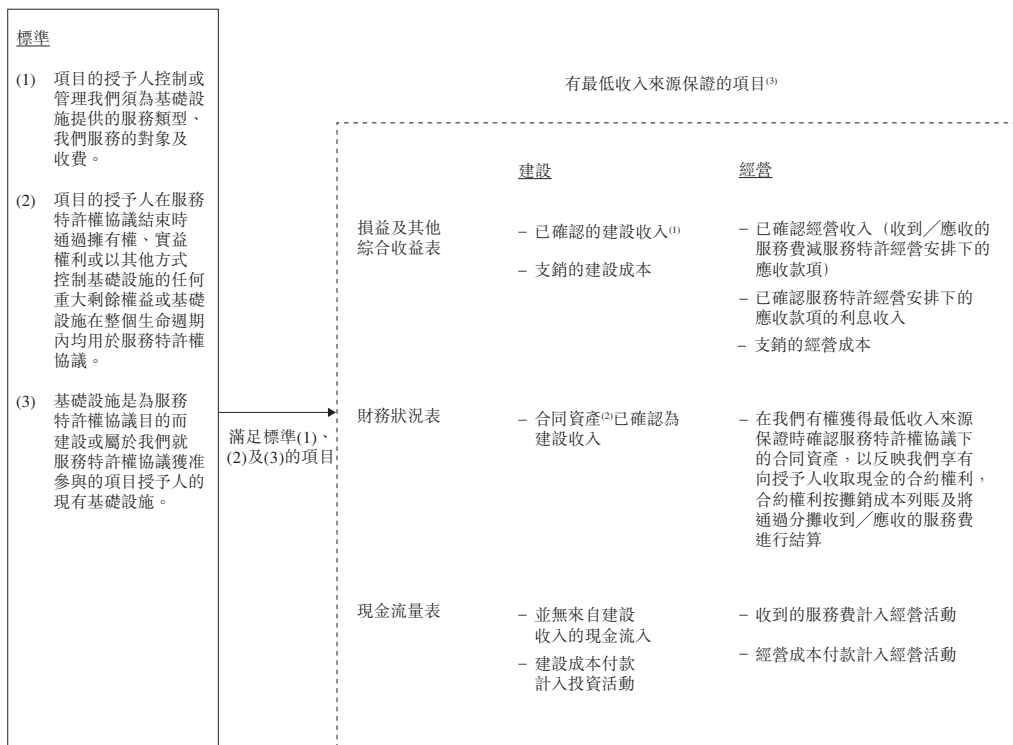 標準
(1) 項目的授予人控制或
管理我們須為基礎設
施提供的服務類型、
我們服務的對象及
收費。
(2) 項目的授予人在服務
特許權協議結束時
通過擁有權、實益
權利或以其他方式
控制基礎設施的任何
重大剩餘權益或基礎
設施在整個生命週期
內均用於服務特許權
協議。
(3) 基礎設施是為服務
特許權協議目的而
建設或屬於我們就
服務特許權協議獲准
參與的項目授予人的
現有基礎設施。
滿足標準(1)、
(2)及(3)的項目
有最低收入來源保證的項目(3)
建設
經營
損益及其他
綜合收益表
– 已確認的建設收入(1)
– 支銷的建設成本
– 已確認經營收入（收到／應收的
服務費減服務特許經營安排下的
應收款項）
– 已確認服務特許經營安排下的
應收款項的利息收入
– 支銷的經營成本
財務狀況表
– 合同資產(2)已確認為
建設收入
– 在我們有權獲得最低收入來源
保證時確認服務特許權協議下
的合同資產，以反映我們享有
向授予人收取現金的合約權利，
合約權利按攤銷成本列賬及將
通過分攤收到／應收的服務費
進行結算
現金流量表
– 並無來自建設
收入的現金流入
– 建設成本付款
計入投資活動
– 收到的服務費計入經營活動
– 經營成本付款計入經營活動